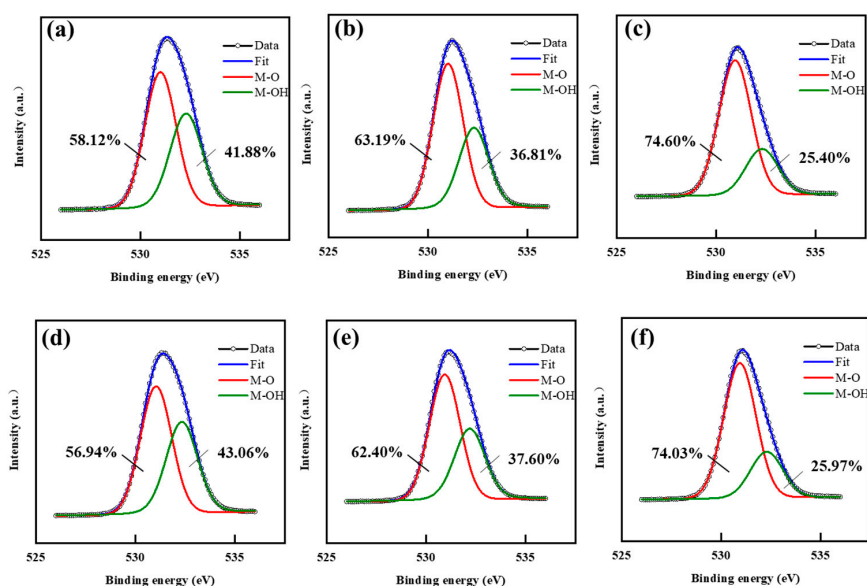 (a)
Data
Fit
M-O
M-OH
58.12%
41.88%
Intensity (a.u.)
525
530
535
Binding energy (eV)
(b)
Data
Fit
M-O
M-OH
63.19%
36.81%
Intensity (a.u.)
525
530
535
Binding energy (eV)
(c)
Data
Fit
M-O
M-OH
74.60%
25.40%
Intensity (a.u.)
525
530
535
Binding energy (eV)
(d)
Data
Fit
M-O
M-OH
56.94%
43.06%
Intensity (a.u.)
525
530
535
Binding energy (eV)
(e)
Data
Fit
M-O
M-OH
62.40%
37.60%
Intensity (a.u.)
525
530
535
Binding energy (eV)
(f)
Data
Fit
M-O
M-OH
74.03%
25.97%
Intensity (a.u.)
525
530
535
Binding energy (eV)